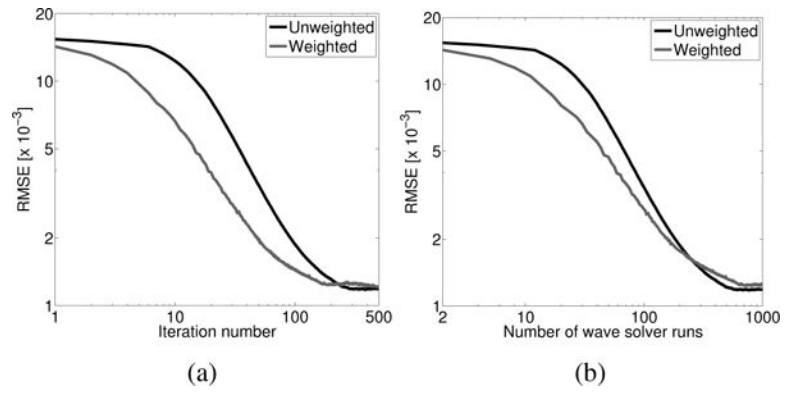 20
10
5
2
1
RMSE [x 10⁻³]
Unweighted
Weighted
1
10
100
500
Iteration number
(a)
20
10
5
2
1
RMSE [x 10⁻³]
Unweighted
Weighted
2
10
100
1000
Number of wave solver runs
(b)